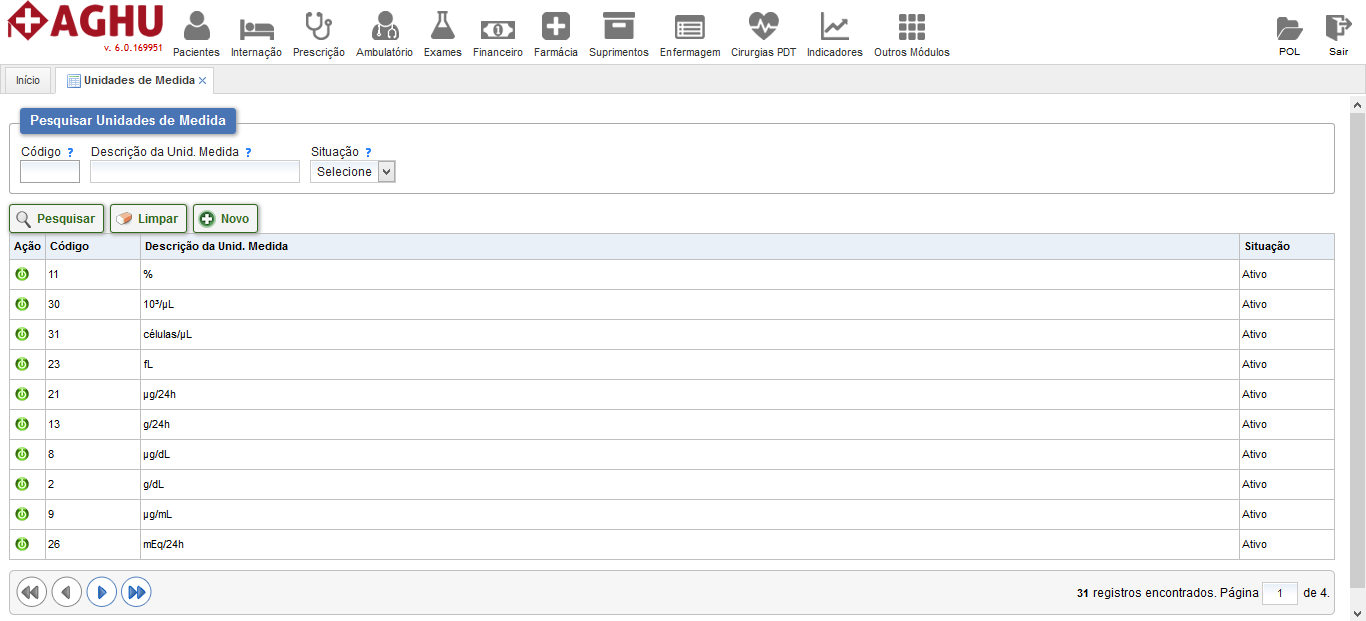 AGHU
v. 6.0.169951
Pacientes Internação Prescrição Ambulatório Exames Financeiro Farmácia Suprimentos Enfermagem Cirurgias PDT Indicadores Outros Módulos POL Sair
Início Unidades de Medida
Pesquisar Unidades de Medida
Código ? Descrição da Unid. Medida ? Situação ?
Selecione
Pesquisar Limpar Novo
Ação Código Descrição da Unid. Medida Situação
11 % Ativo
30 10³/µL Ativo
31 células/µL Ativo
23 fL Ativo
21 µg/24h Ativo
13 g/24h Ativo
8 µg/dL Ativo
2 g/dL Ativo
9 µg/mL Ativo
26 mEq/24h Ativo
31 registros encontrados. Página 1 de 4.